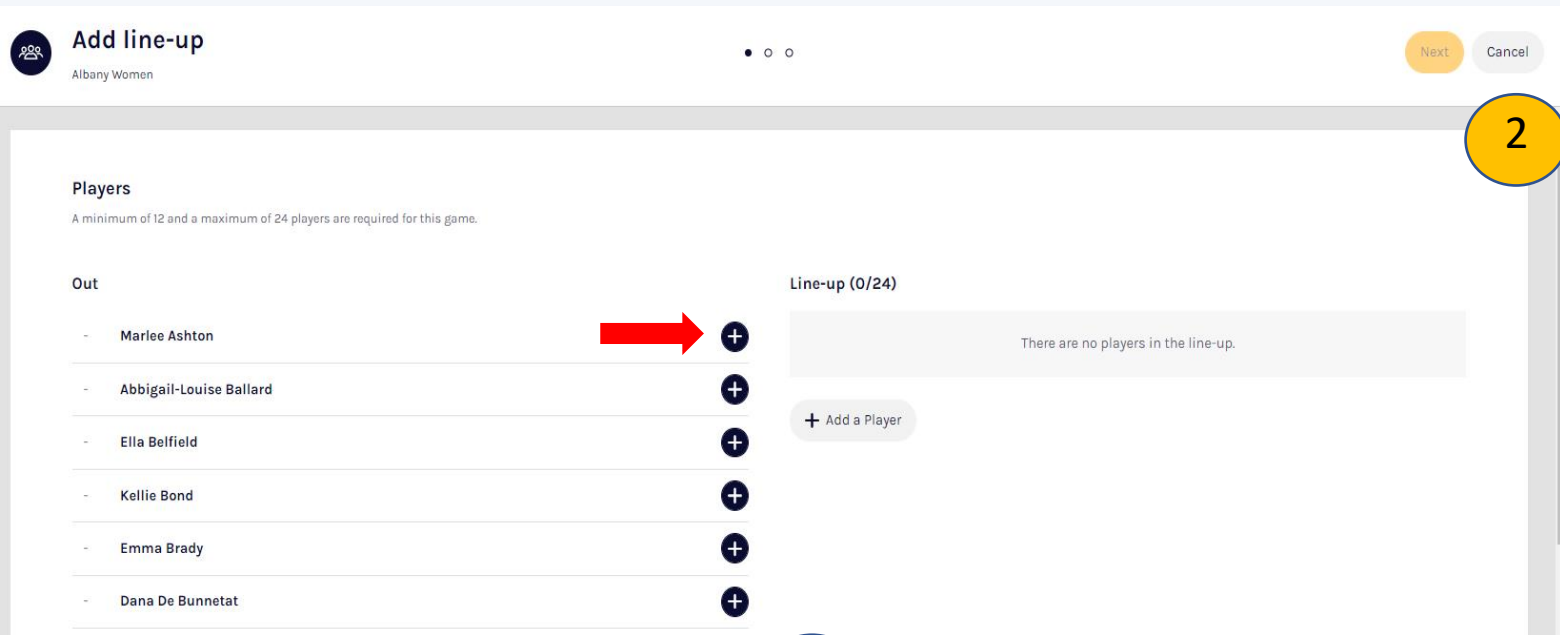 Add line-up
Albany Women
Next
Cancel
2
Players
A minimum of 12 and a maximum of 24 players are required for this game.
Out
Line-up (0/24)
- Marlee Ashton
There are no players in the line-up.
- Abbigail-Louise Ballard
+ Add a Player
- Ella Belfield
- Kellie Bond
- Emma Brady
- Dana De Bunnetat